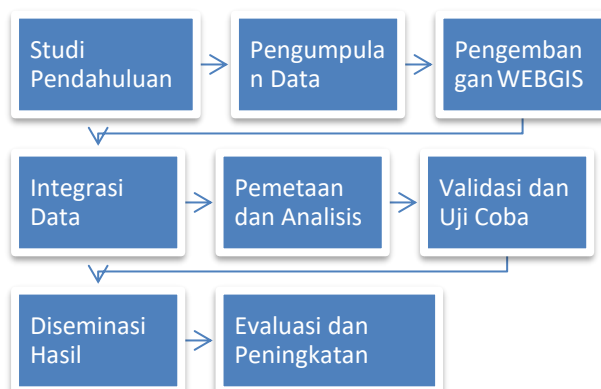 Studi
Pendahuluan
Pengumpula
n Data
Pengemban
gan WEBGIS
Integrasi
Data
Pemetaan
dan Analisis
Validasi dan
Uji Coba
Diseminasi
Hasil
Evaluasi dan
Peningkatan